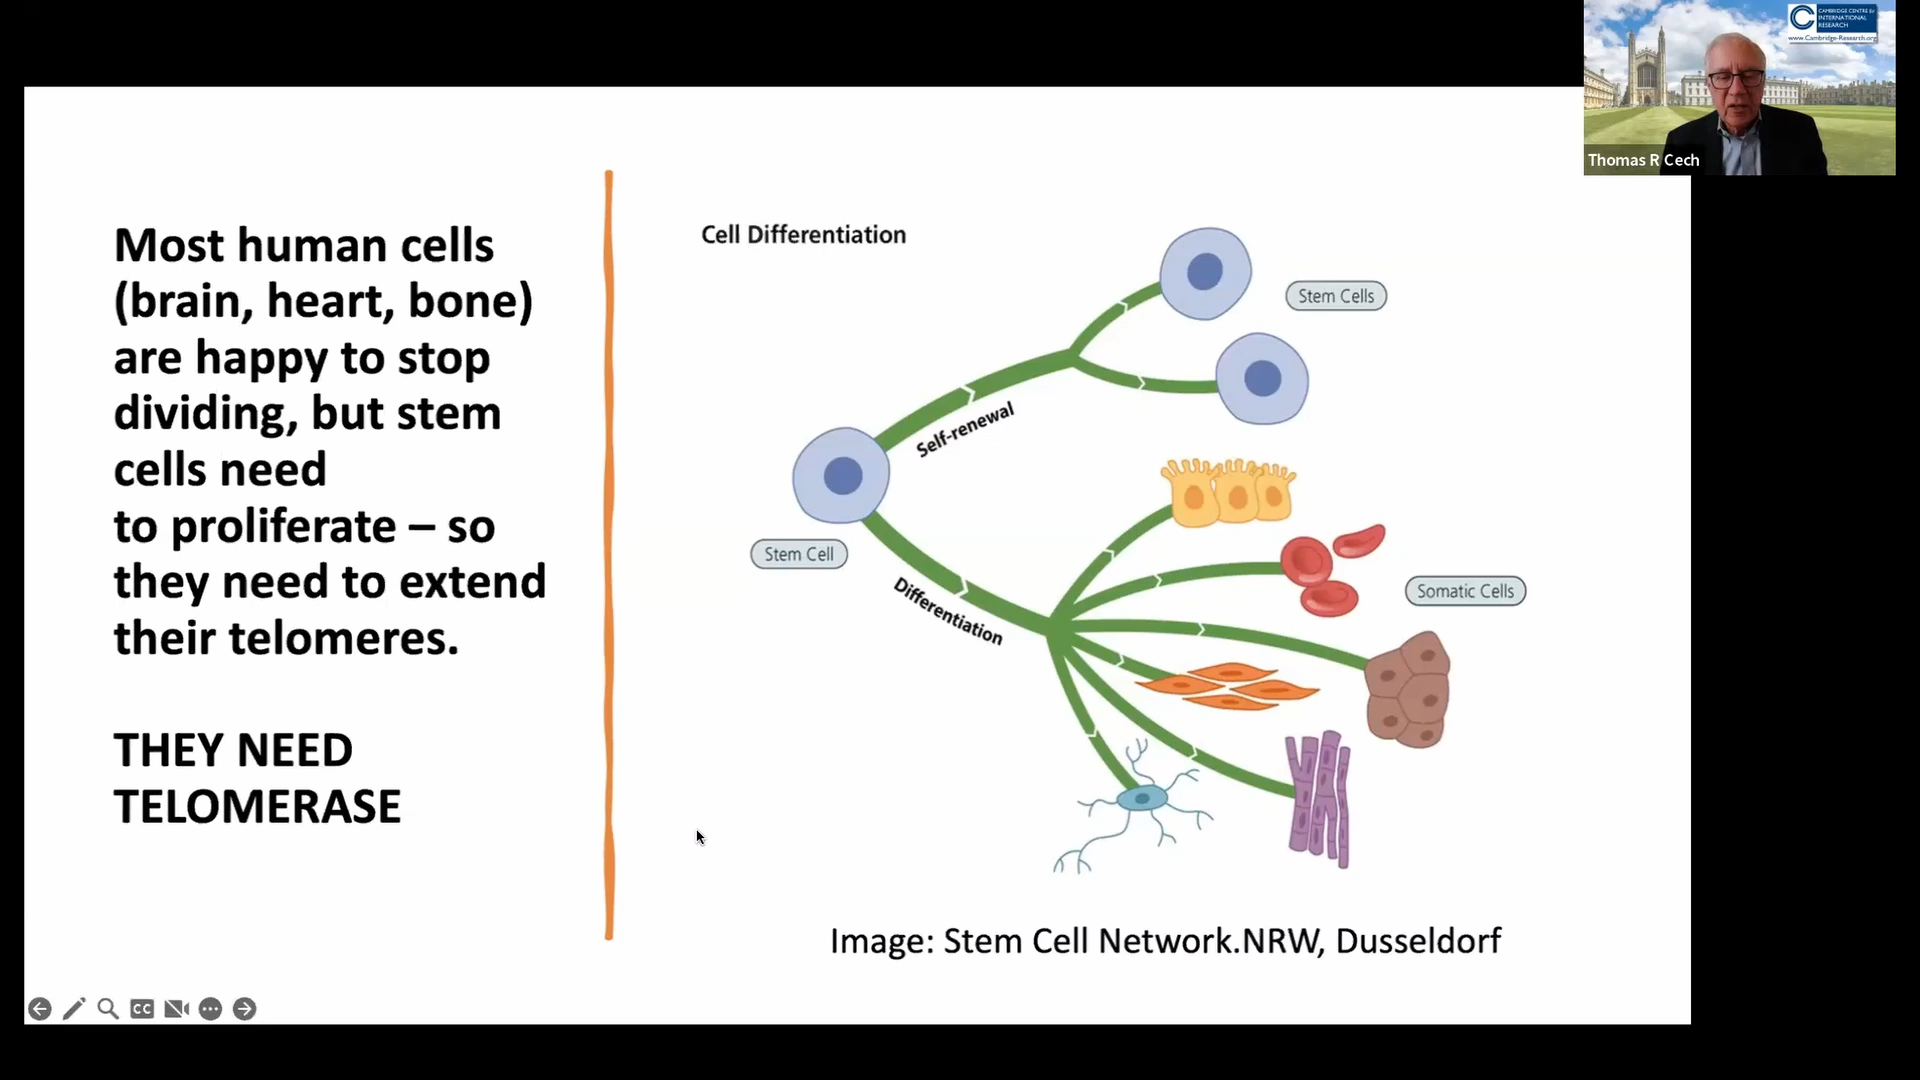 CAMBRIDGE CENTRE for
INTERNATIONAL
RESEARCH
www.Cambridge-Research.org
Thomas R Cech
Most human cells
(brain, heart, bone)
are happy to stop
dividing, but stem
cells need
to proliferate – so
they need to extend
their telomeres.
THEY NEED
TELOMERASE
Cell Differentiation
Stem Cells
Self-renewal
Stem Cell
Differentiation
Somatic Cells
Image: Stem Cell Network.NRW, Dusseldorf
CC